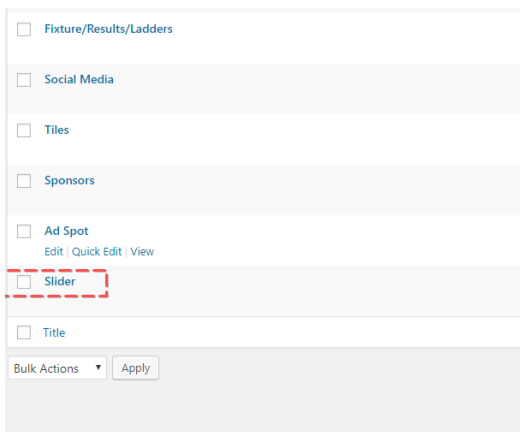 Fixture/Results/Ladders
Social Media
Tiles
Sponsors
Ad Spot
Edit | Quick Edit | View
Slider
Title
Bulk Actions Apply